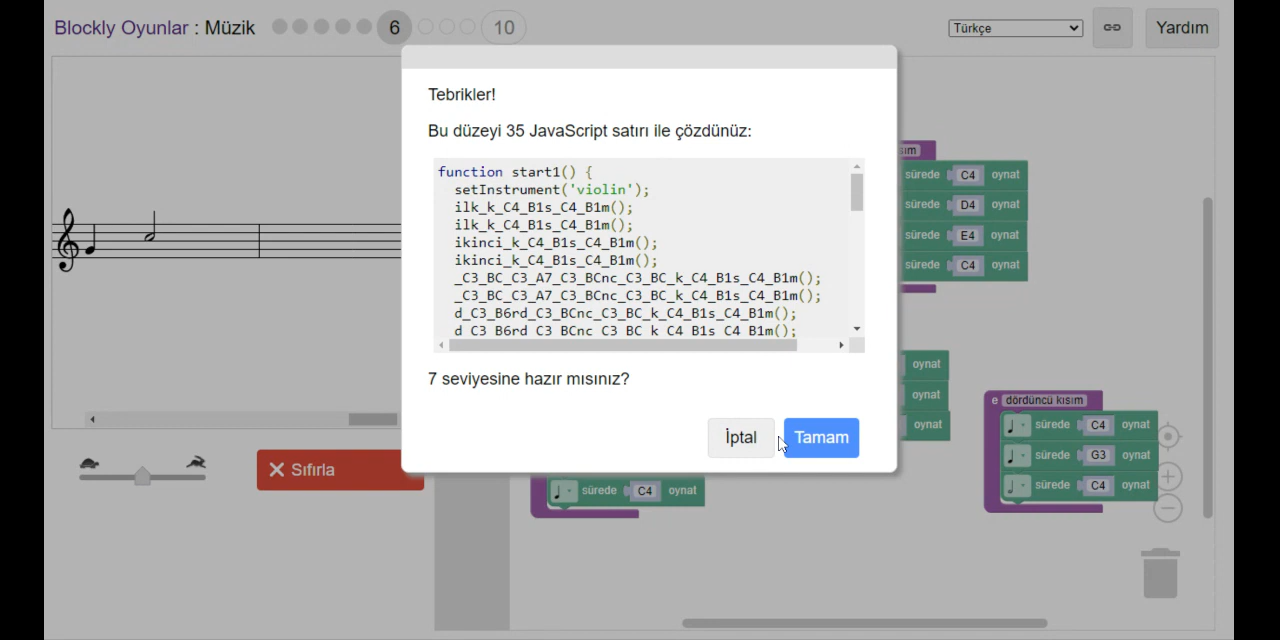 Blockly Oyunlar : Müzik 6 10 Türkçe Yardım
Tebrikler!
Bu düzeyi 35 JavaScript satırı ile çözdünüz:
function start1() {
setInstrument('violin');
ilk_k_C4_B1s_C4_B1m();
ilk_k_C4_B1s_C4_B1m();
ikinci_k_C4_B1s_C4_B1m();
ikinci_k_C4_B1s_C4_B1m();
_C3_BC_C3_A7_C3_BCnc_C3_BC_k_C4_B1s_C4_B1m();
_C3_BC_C3_A7_C3_BCnc_C3_BC_k_C4_B1s_C4_B1m();
d_C3_B6rd_C3_BCnc_C3_BC_k_C4_B1s_C4_B1m();
d_C3_B6rd_C3_BCnc_C3_BC_k_C4_B1s_C4_B1m();
7 seviyesine hazır mısınız?
İptal Tamam
sürede C4 oynat
sürede D4 oynat
sürede E4 oynat
sürede C4 oynat
oynat
oynat
oynat
e dördüncü kısım
sürede C4 oynat
sürede G3 oynat
sürede C4 oynat
Sıfırla
sürede C4 oynat